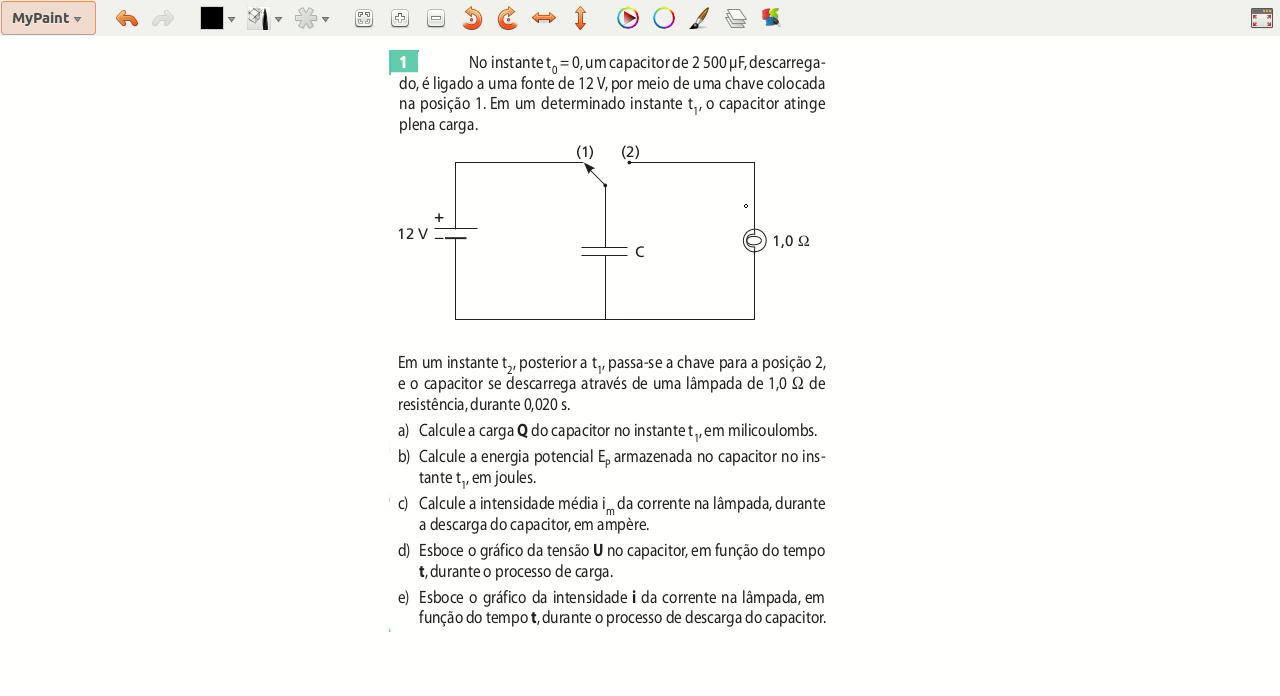 MyPaint
1 No instante t0 = 0, um capacitor de 2 500 µF, descarrega-
do, é ligado a uma fonte de 12 V, por meio de uma chave colocada
na posição 1. Em um determinado instante t1, o capacitor atinge
plena carga.
(1) (2)
+
12 V –
C
1,0 Ω
Em um instante t2, posterior a t1, passa-se a chave para a posição 2,
e o capacitor se descarrega através de uma lâmpada de 1,0 Ω de
resistência, durante 0,020 s.
a) Calcule a carga Q do capacitor no instante t1, em milicoulombs.
b) Calcule a energia potencial EP armazenada no capacitor no ins-
tante t1, em joules.
c) Calcule a intensidade média im da corrente na lâmpada, durante
a descarga do capacitor, em ampère.
d) Esboce o gráfico da tensão U no capacitor, em função do tempo
t, durante o processo de carga.
e) Esboce o gráfico da intensidade i da corrente na lâmpada, em
função do tempo t, durante o processo de descarga do capacitor.